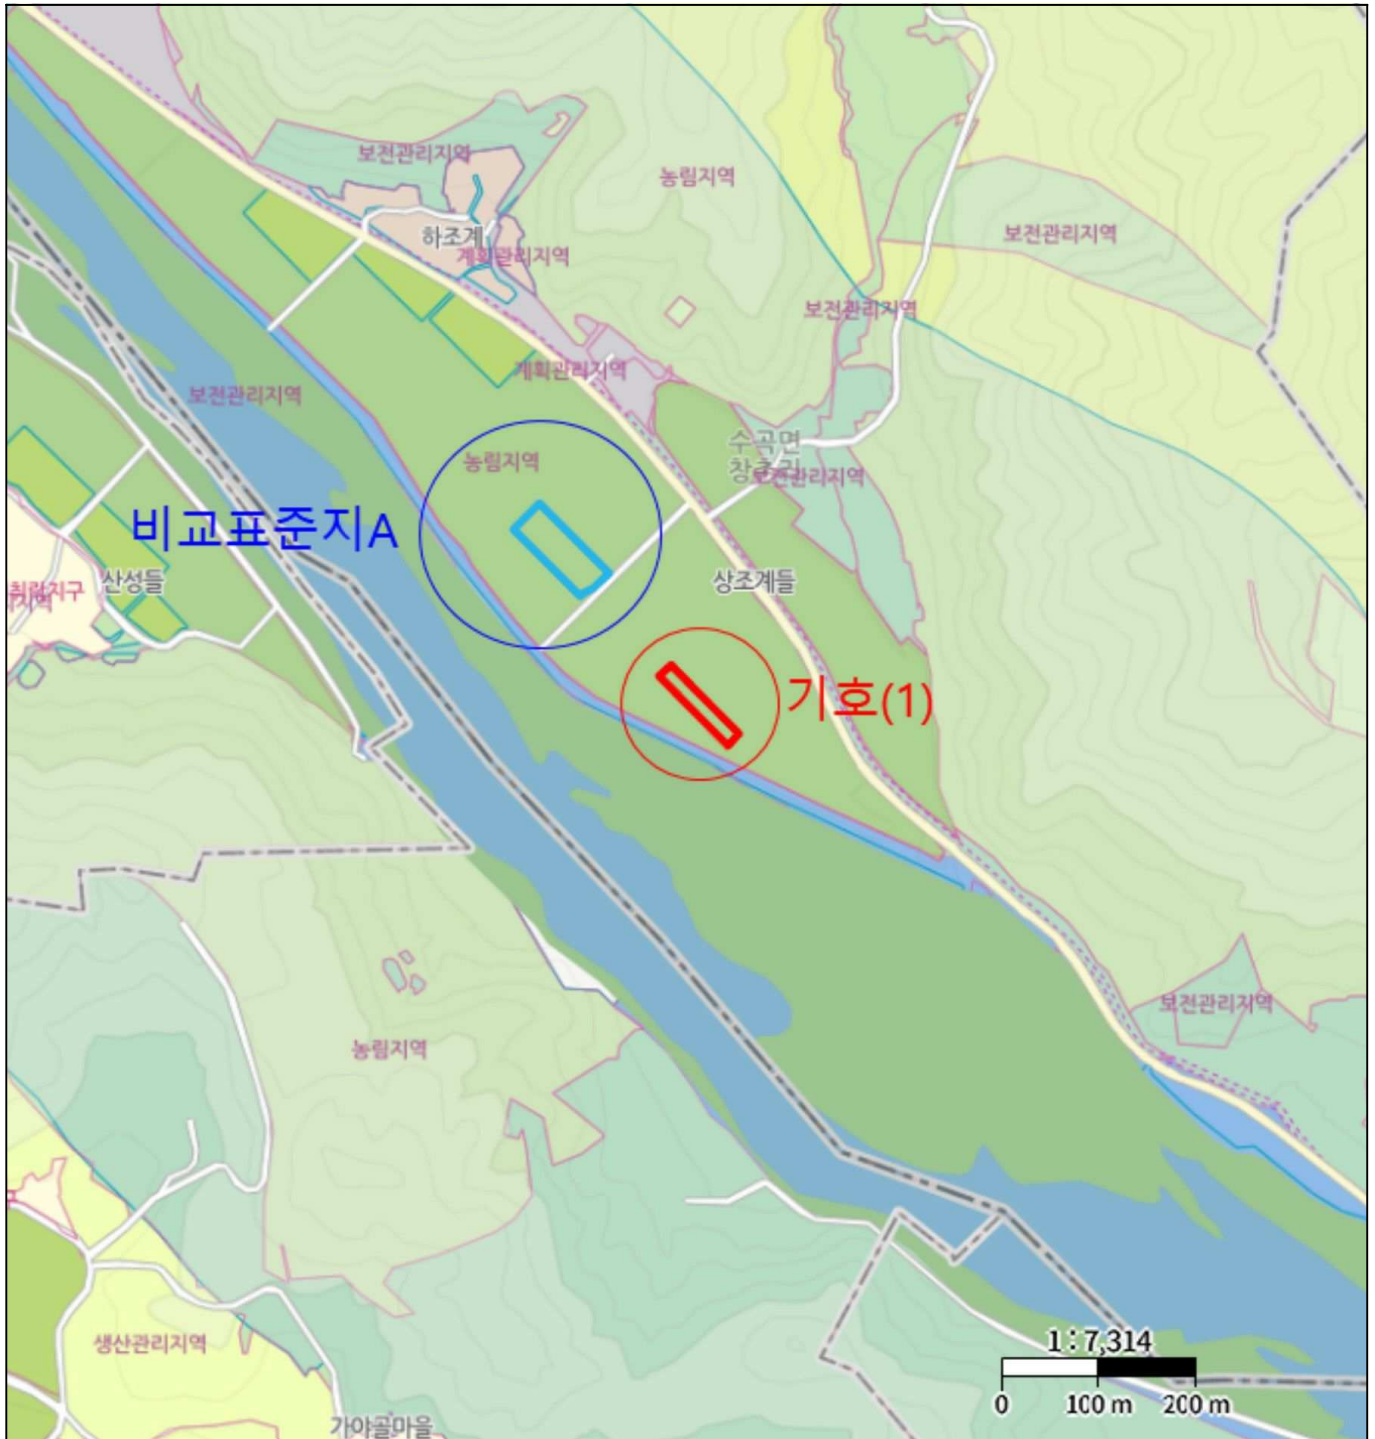 보전관리지역
농림지역
하조계
보전관리지역
계획관리지역
보전관리지역
계획관리지역
보전관리지역
수곡면
농림지역
보전관리지역
비교표준지A
산성들
상조계들
취락지구
기호(1)
보전관리지역
농림지역
1:7,314
생산관리지역
0 100 m 200 m
가야골마을